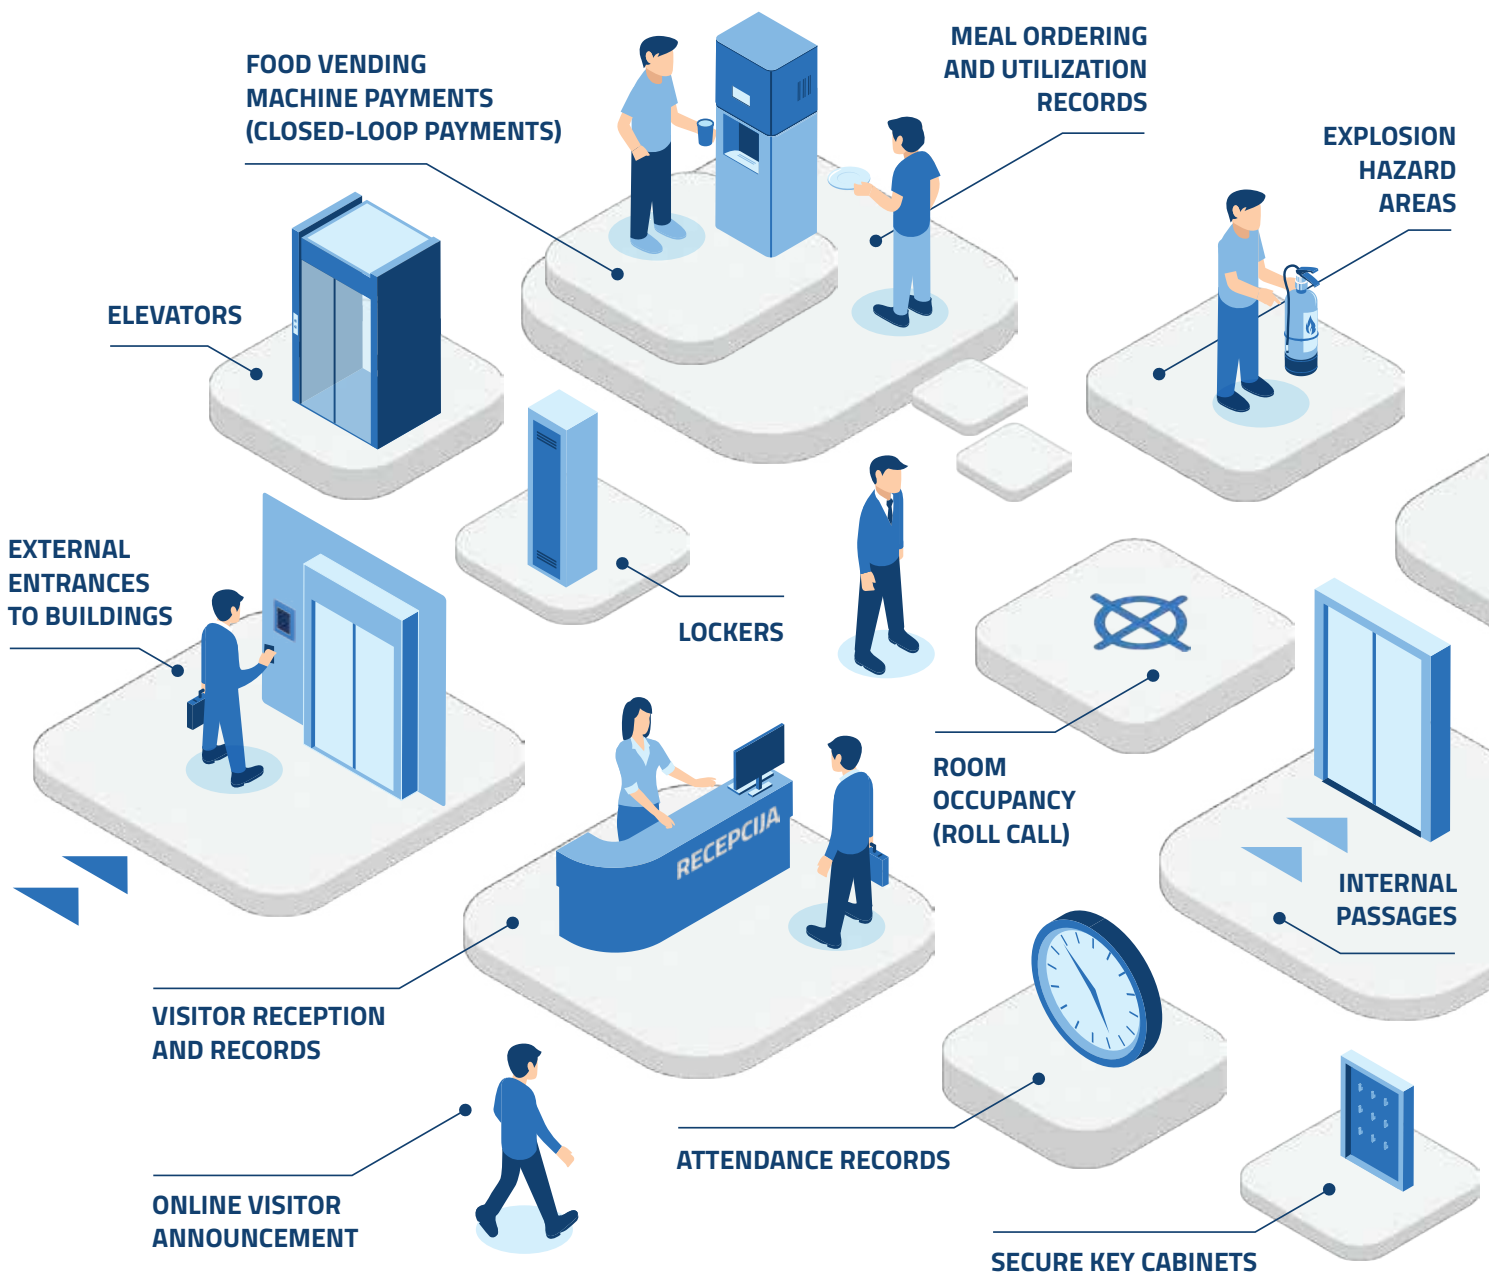 FOOD VENDING
MACHINE PAYMENTS
(CLOSED-LOOP PAYMENTS)
MEAL ORDERING
AND UTILIZATION
RECORDS
EXPLOSION
HAZARD
AREAS
ELEVATORS
EXTERNAL
ENTRANCES
TO BUILDINGS
LOCKERS
ROOM
OCCUPANCY
(ROLL CALL)
RECEPCIJA
INTERNAL
PASSAGES
VISITOR RECEPTION
AND RECORDS
ATTENDANCE RECORDS
ONLINE VISITOR
ANNOUNCEMENT
SECURE KEY CABINETS